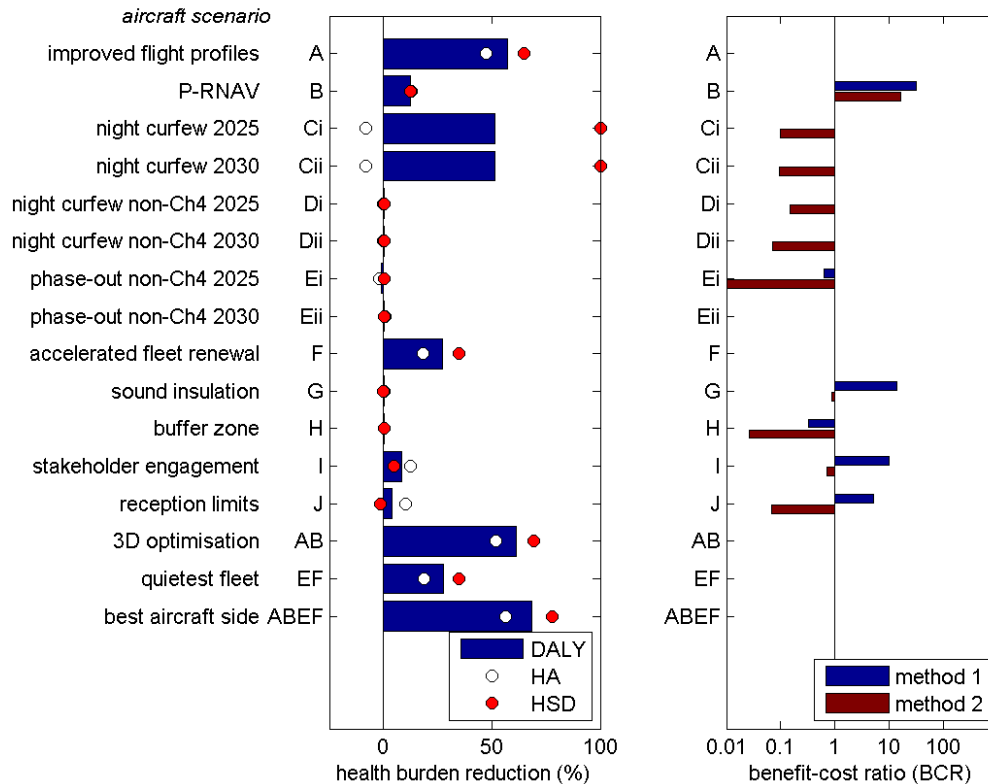 aircraft scenario
improved flight profiles A A
P-RNAV B B
night curfew 2025 Ci Ci
night curfew 2030 Cii Cii
night curfew non-Ch4 2025 Di Di
night curfew non-Ch4 2030 Dii Dii
phase-out non-Ch4 2025 Ei Ei
phase-out non-Ch4 2030 Eii Eii
accelerated fleet renewal F F
sound insulation G G
buffer zone H H
stakeholder engagement I I
reception limits J J
3D optimisation AB AB
quietest fleet EF EF
best aircraft side ABEF ABEF
DALY
HA
HSD
method 1
method 2
0 50 100
health burden reduction (%)
0.01 0.1 1 10 100
benefit-cost ratio (BCR)